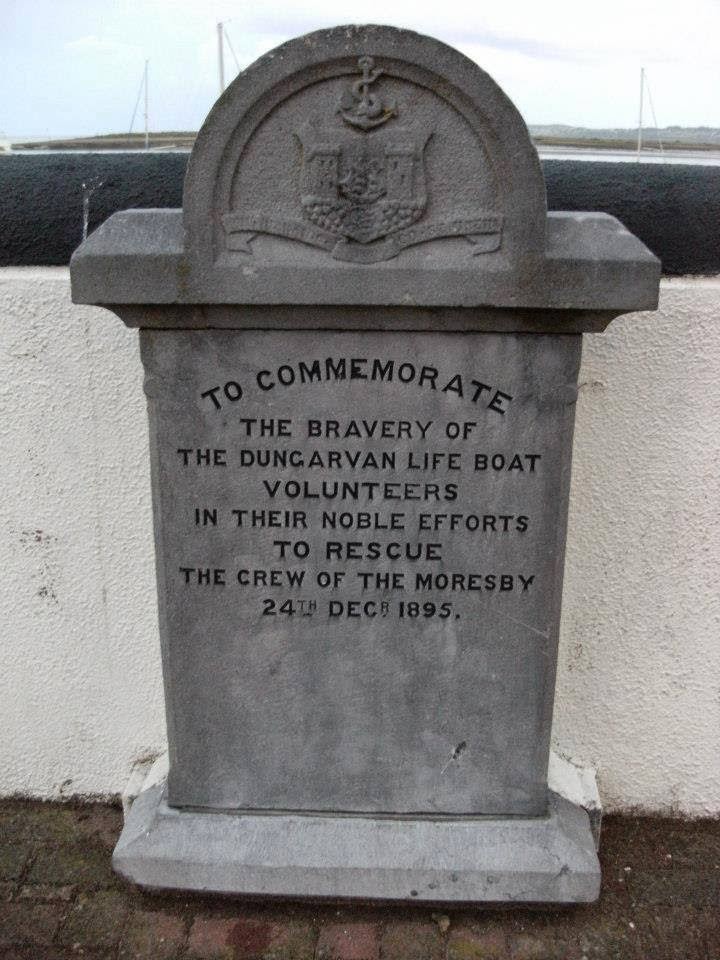 TO COMMEMORATE
THE BRAVERY OF
THE DUNGARVAN LIFE BOAT
VOLUNTEERS
IN THEIR NOBLE EFFORTS
TO RESCUE
THE CREW OF THE MORESBY
24TH DECR 1895.